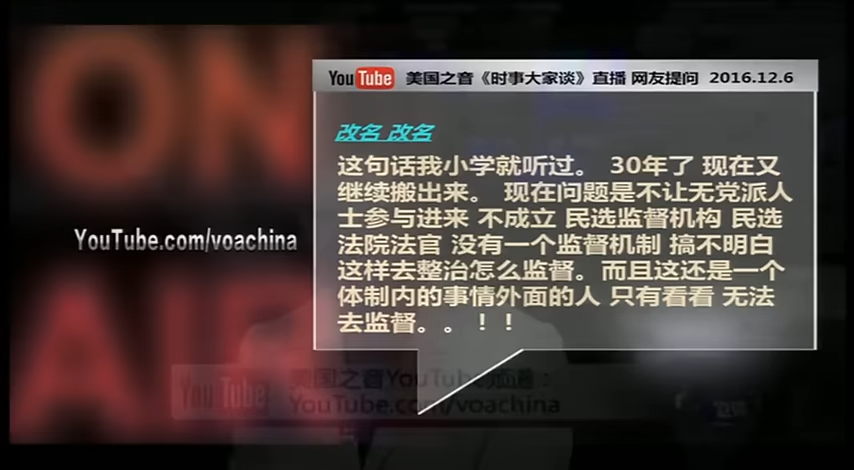 ON
AIR
YouTube.com/voachina
YouTube 美国之音《时事大家谈》直播 网友提问 2016.12.6
改名 改名
这句话我小学就听过。 30年了 现在又
继续搬出来。 现在问题是不让无党派人
士参与进来 不成立 民选监督机构 民选
法院法官 没有一个监督机制 搞不明白
这样去整治怎么监督。而且这还是一个
体制内的事情外面的人 只有看看 无法
去监督。。！！
YouTube 美国之音YouTube频道：
YouTube.com/voachina